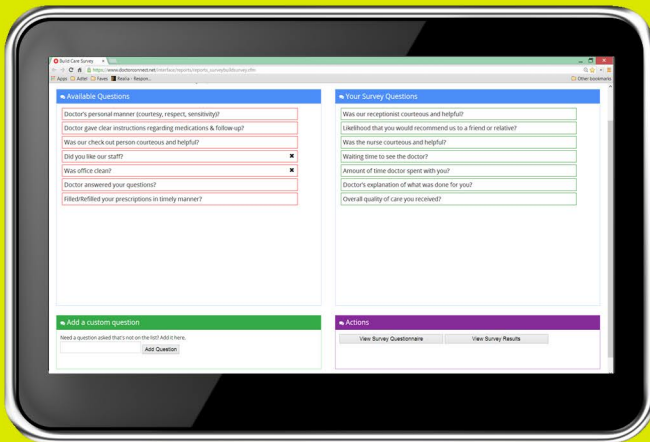 Build Care Survey
https://www.doctorconnect.net/
Apps
Other bookmarks
Available Questions
Doctor's personal manner (courtesy, respect, sensitivity)?
Doctor gave clear instructions regarding medications & follow-up?
Was our check out person courteous and helpful?
Did you like our staff?
Was office clean?
Doctor answered your questions?
Filled/Refilled your prescriptions in timely manner?
Your Survey Questions
Was our receptionist courteous and helpful?
Likelihood that you would recommend us to a friend or relative?
Was the nurse courteous and helpful?
Waiting time to see the doctor?
Amount of time doctor spent with you?
Doctor's explanation of what was done for you?
Overall quality of care you received?
Add a custom question
Need a question asked that's not on the list? Add it here.
Add Question
Actions
View Survey Questionnaire
View Survey Results